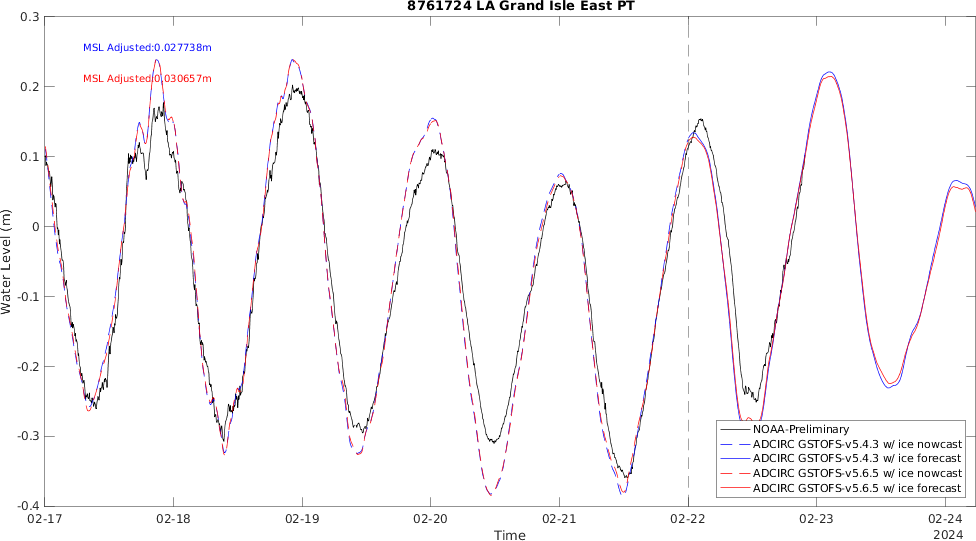 8761724 LA Grand Isle East PT
0.3
MSL Adjusted:0.027738m
MSL Adjusted:0.030657m
0.2
0.1
0
-0.1
-0.2
-0.3
-0.4
Water Level (m)
NOAA-Preliminary
ADCIRC GSTOFS-v5.4.3 w/ ice nowcast
ADCIRC GSTOFS-v5.4.3 w/ ice forecast
ADCIRC GSTOFS-v5.6.5 w/ ice nowcast
ADCIRC GSTOFS-v5.6.5 w/ ice forecast
02-17 02-18 02-19 02-20 02-21 02-22 02-23 02-24
Time
2024